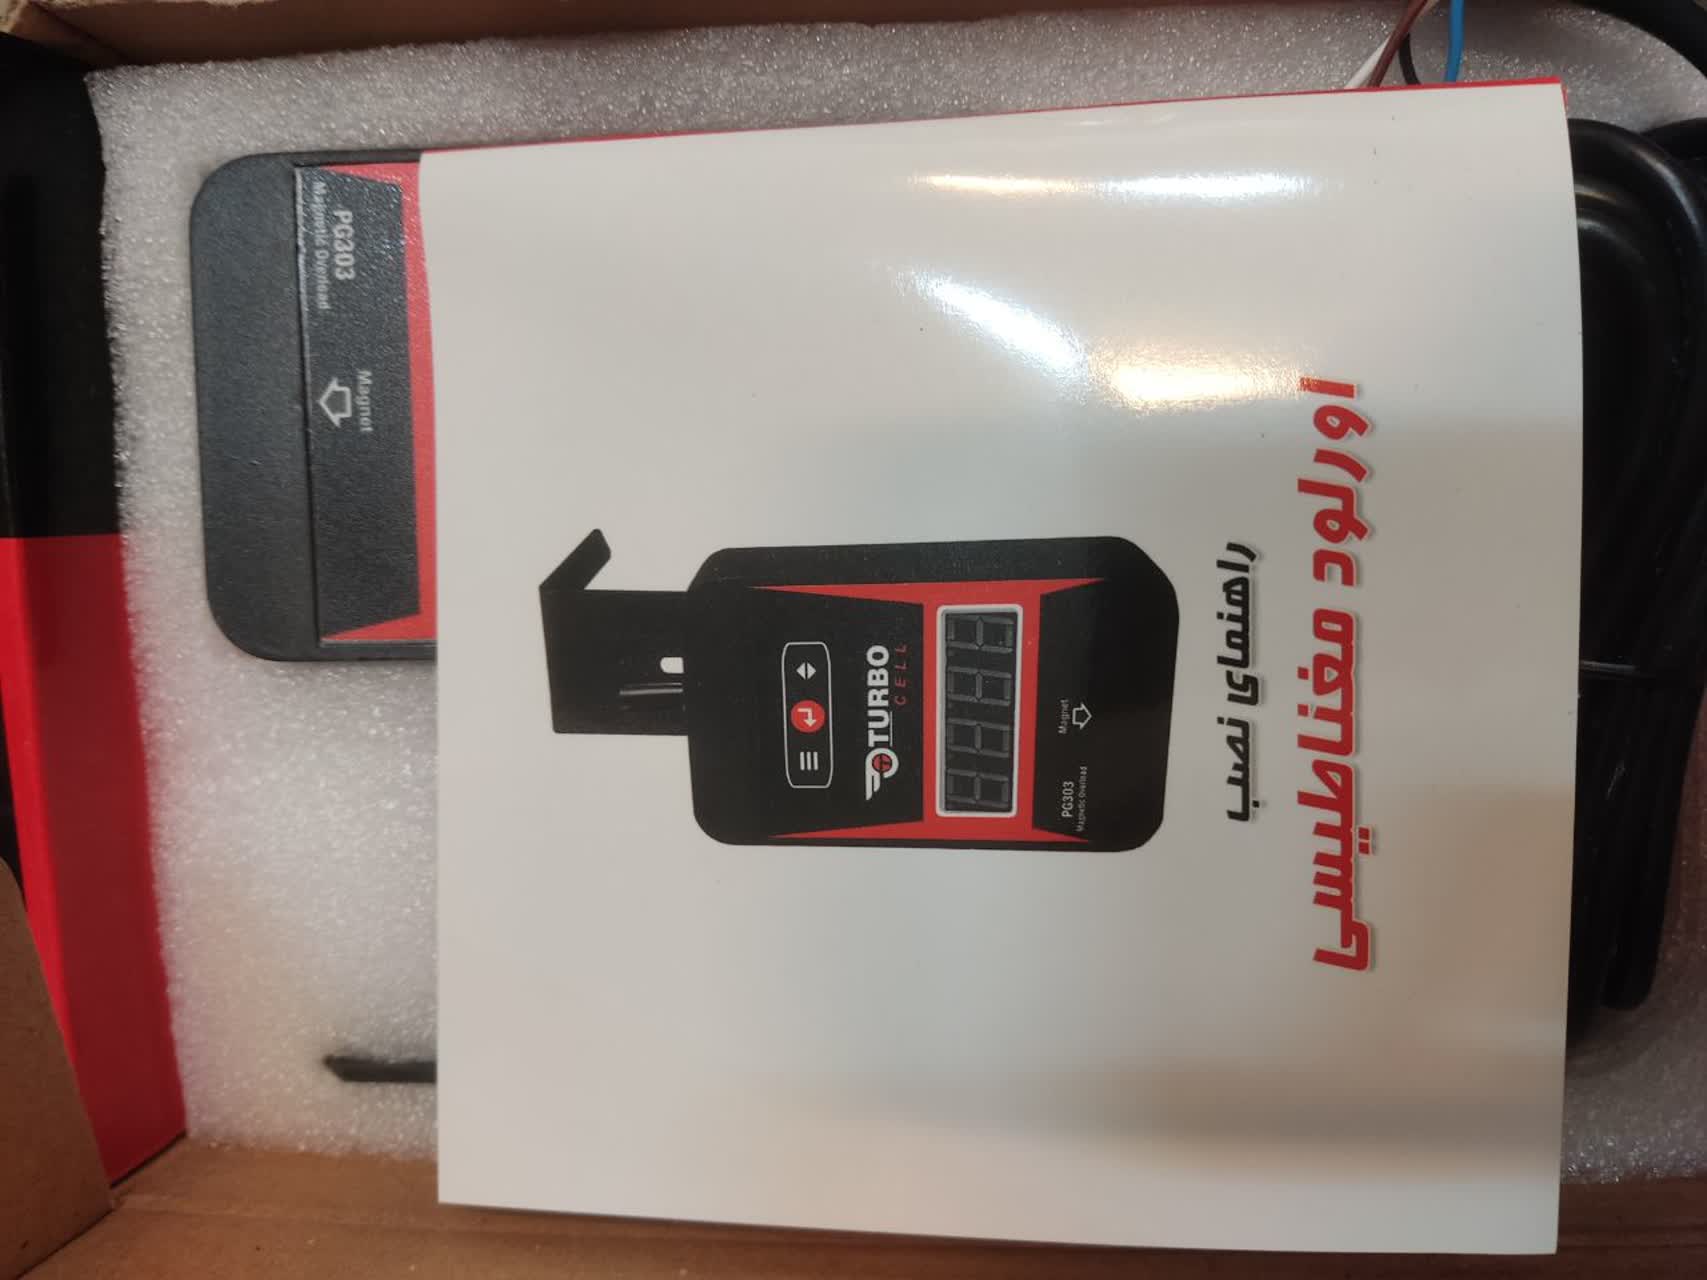 اورلود مغناطیسی
راهنمای نصب
PG303
Magnetic Overload
Magnet
TURBO
CELL
PG303
Magnetic Overload
Magnet